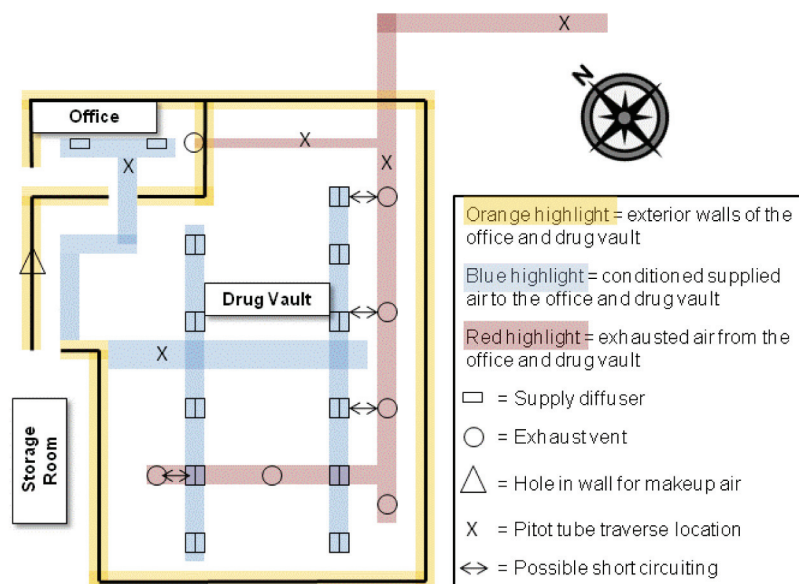 X
N
Office
X
X
X
Drug Vault
X
Storage
Room
Orange highlight = exterior walls of the
office and drug vault
Blue highlight = conditioned supplied
air to the office and drug vault
Red highlight = exhausted air from the
office and drug vault
= Supply diffuser
= Exhaust vent
= Hole in wall for makeup air
X = Pitot tube traverse location
= Possible short circuiting